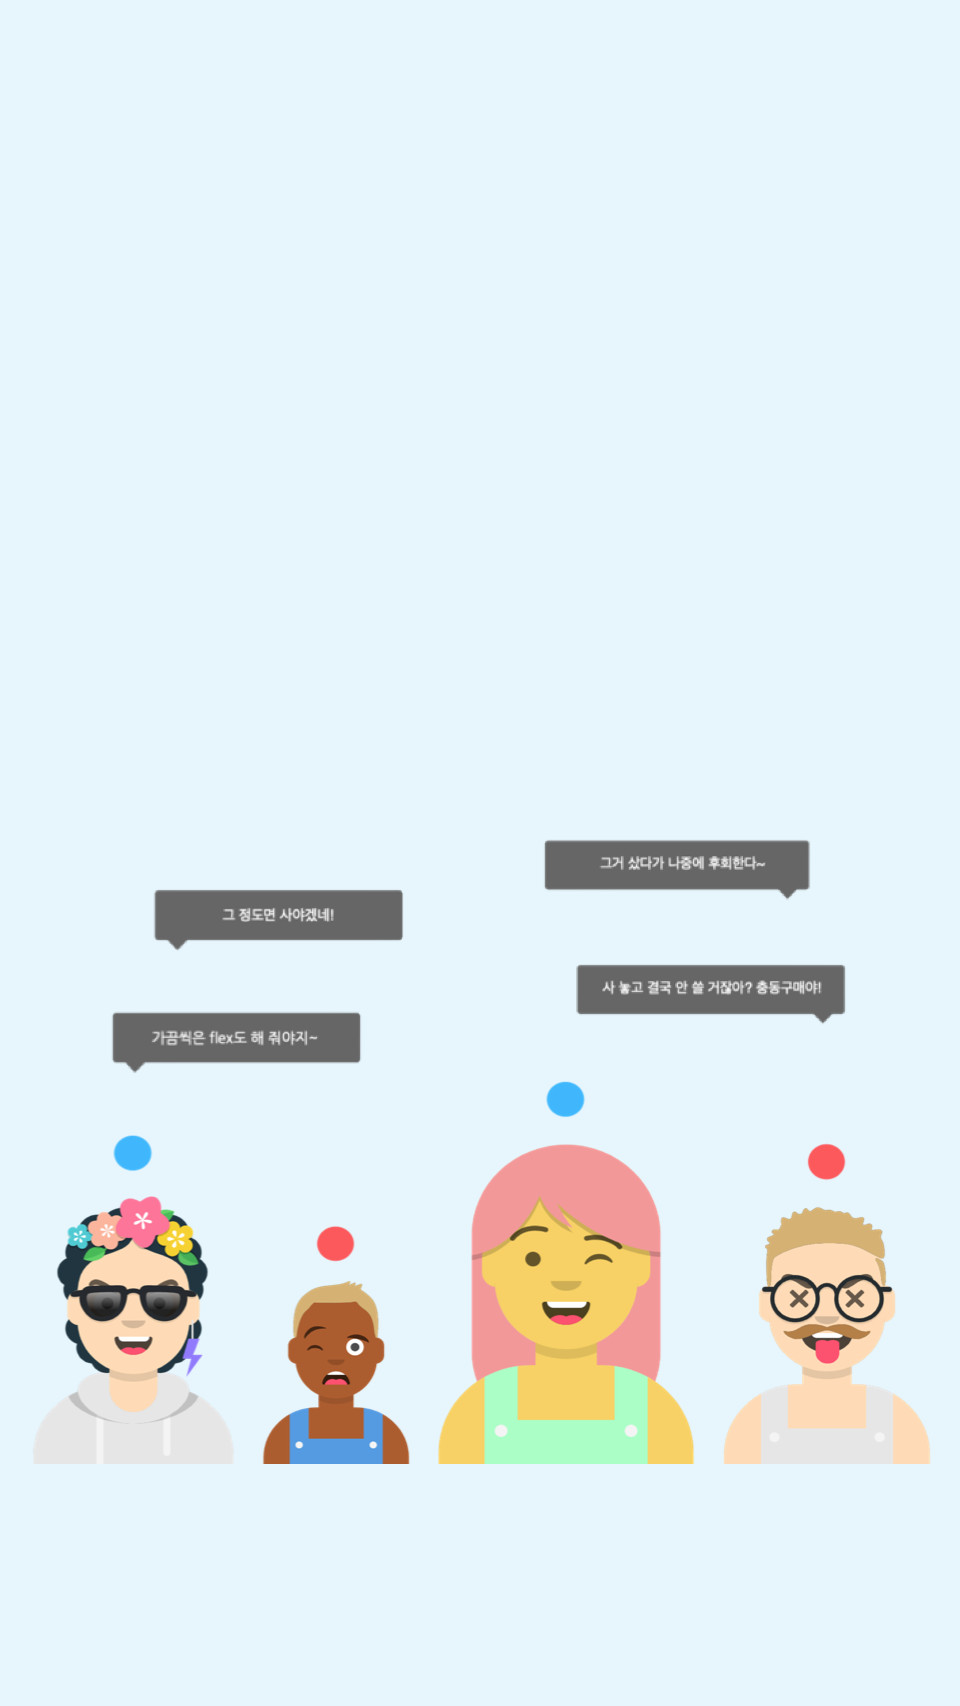 그거 샀다가 나중에 후회한다~
그 정도면 사야겠네!
사 놓고 결국 안 쓸 거잖아? 충동구매야!
가끔씩은 flex도 해 줘야지~